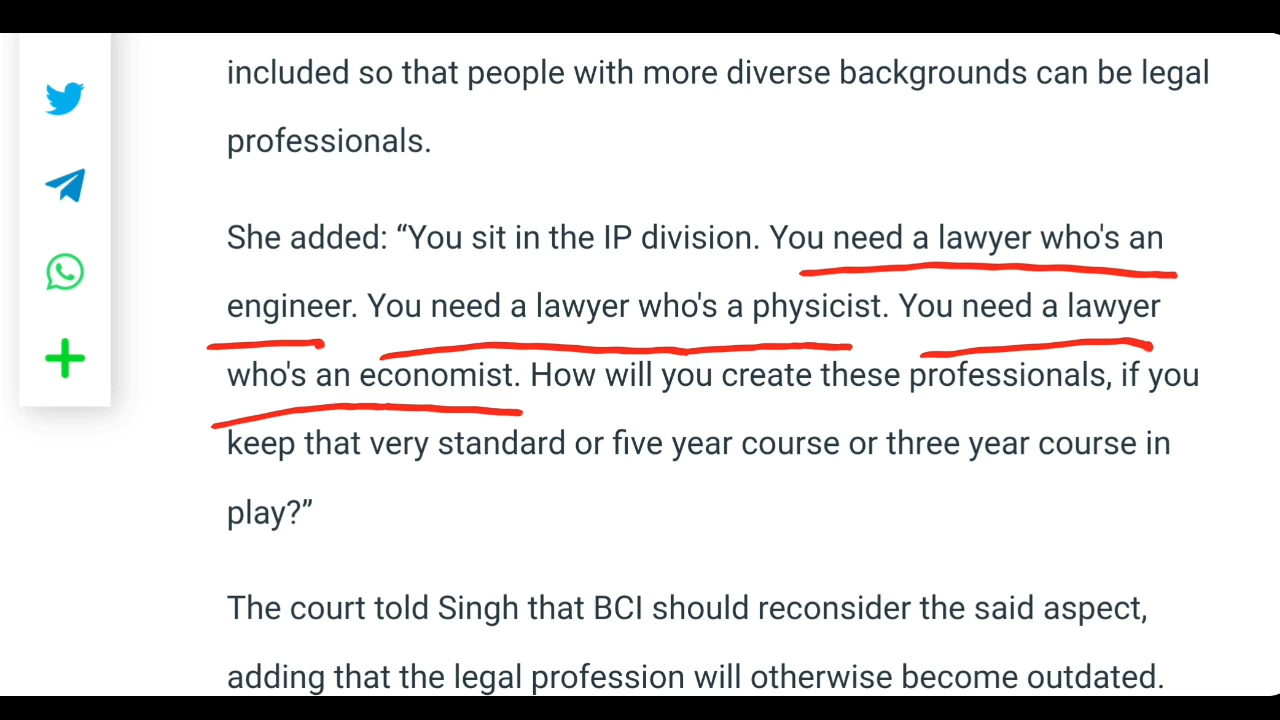 included so that people with more diverse backgrounds can be legal
professionals.
She added: “You sit in the IP division. You need a lawyer who's an
engineer. You need a lawyer who's a physicist. You need a lawyer
who's an economist. How will you create these professionals, if you
keep that very standard or five year course or three year course in
play?”
The court told Singh that BCI should reconsider the said aspect,
adding that the legal profession will otherwise become outdated.